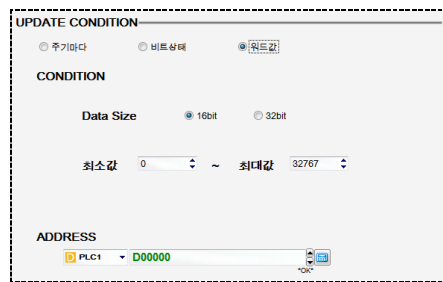 UPDATE CONDITION
주기마다 비트상태 워드값
CONDITION
Data Size 16bit 32bit
최소값 0 ~ 최대값 32767
ADDRESS
D PLC1 D00000
"OK"